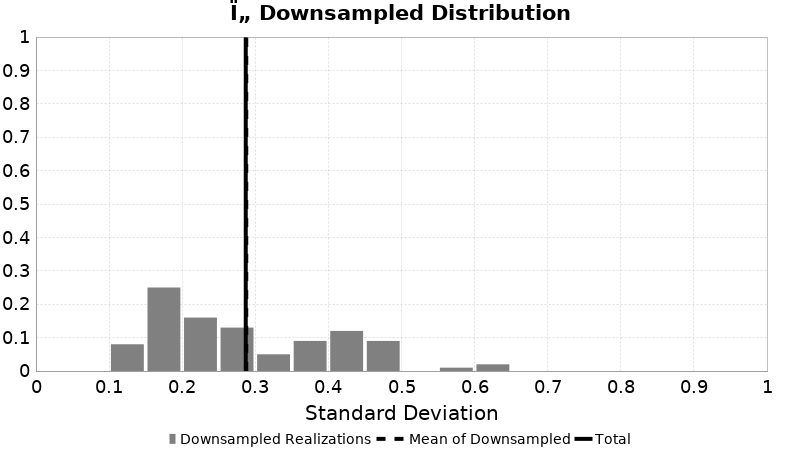 Ï„ Downsampled Distribution
1
0.9
0.8
0.7
0.6
0.5
0.4
0.3
0.2
0.1
0
0 0.1 0.2 0.3 0.4 0.5 0.6 0.7 0.8 0.9 1
Standard Deviation
Downsampled Realizations Mean of Downsampled Total